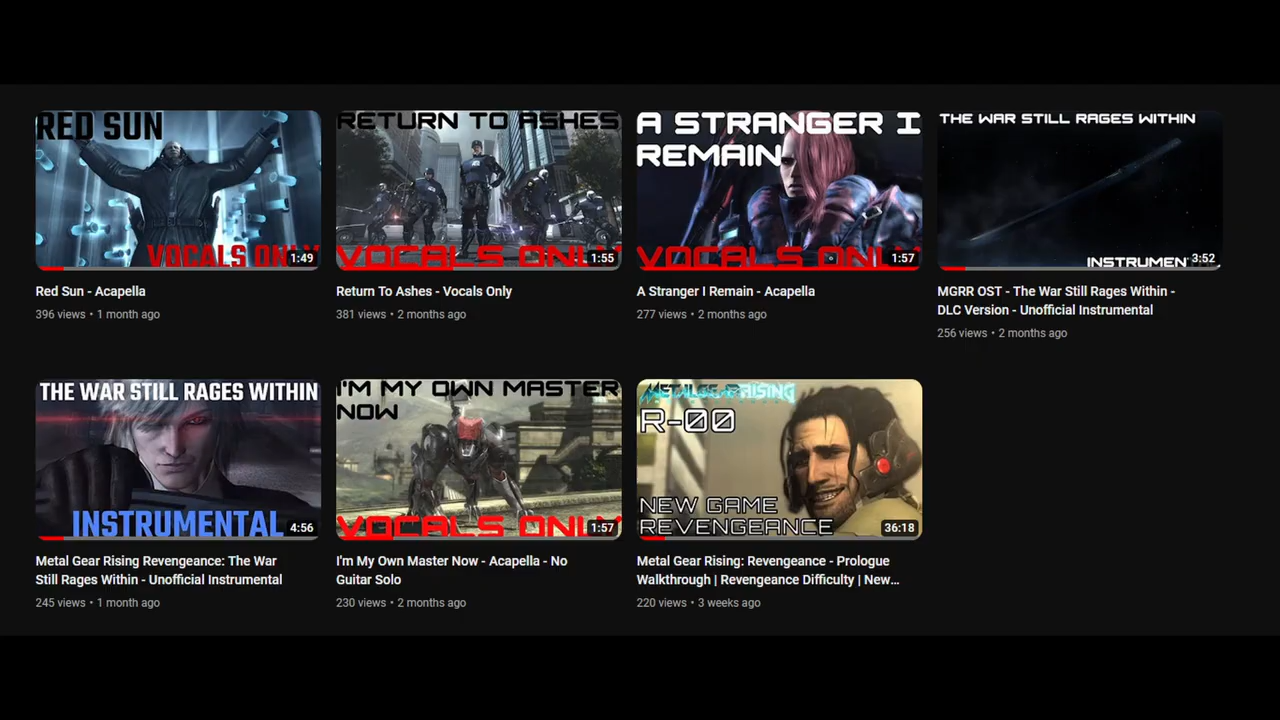 RED SUN
VOCALS ONLY
1:49
Red Sun - Acapella
396 views • 1 month ago
RETURN TO ASHES
VOCALS ONLY
1:55
Return To Ashes - Vocals Only
381 views • 2 months ago
A STRANGER I
REMAIN
VOCALS ONLY
1:57
A Stranger I Remain - Acapella
277 views • 2 months ago
THE WAR STILL RAGES WITHIN
INSTRUMEN
3:52
MGRR OST - The War Still Rages Within -
DLC Version - Unofficial Instrumental
256 views • 2 months ago
THE WAR STILL RAGES WITHIN
INSTRUMENTAL
4:56
Metal Gear Rising Revengeance: The War
Still Rages Within - Unofficial Instrumental
245 views • 1 month ago
I'M MY OWN MASTER
NOW
VOCALS ONLY
1:57
I'm My Own Master Now - Acapella - No
Guitar Solo
230 views • 2 months ago
METAL GEAR RISING
R-00
NEW GAME
REVENGEANCE
36:18
Metal Gear Rising: Revengeance - Prologue
Walkthrough | Revengeance Difficulty | New...
220 views • 3 weeks ago